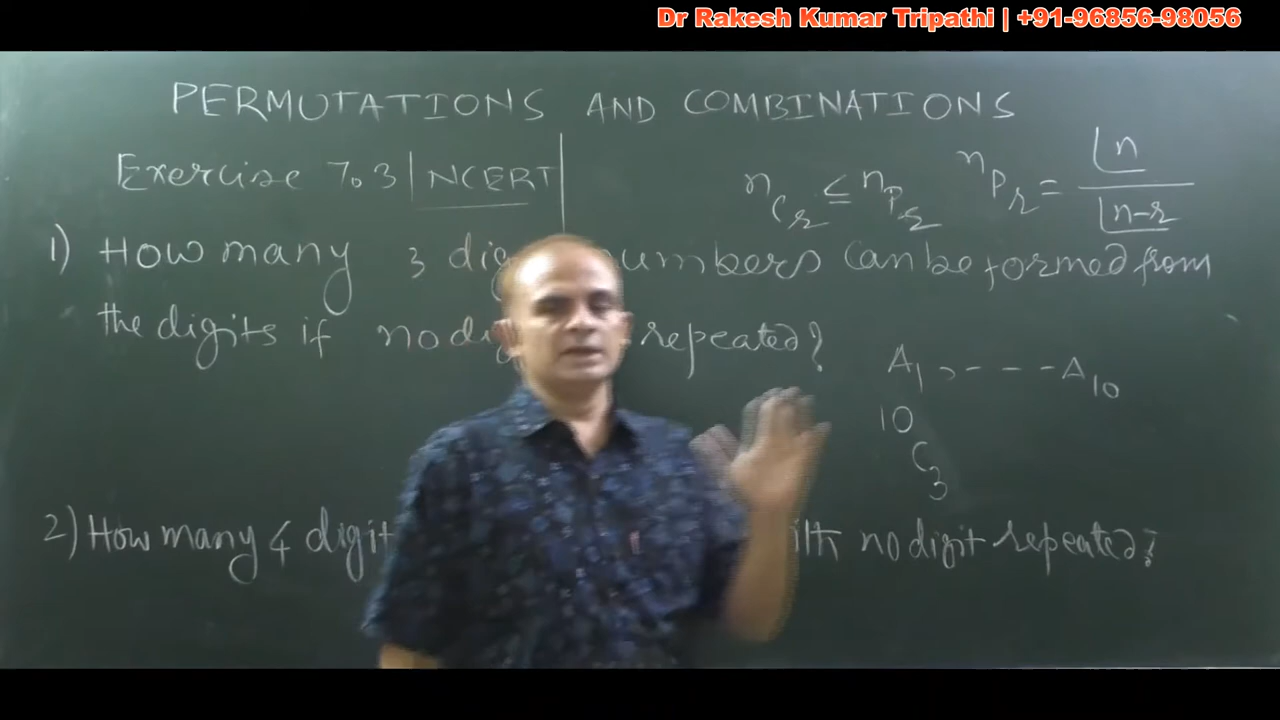 Dr Rakesh Kumar Tripathi | +91-96856-98056
PERMUTATIONS AND COMBINATIONS
Exercise 7.3 | NCERT
nCr ≤ nPr nPr = ⌊n / ⌊n-r
1) How many 3 dig numbers can be formed from
the digits if no dig repeated?
A1, - - - - A10
10
C3
2) How many 4 digit ith no digit repeated?